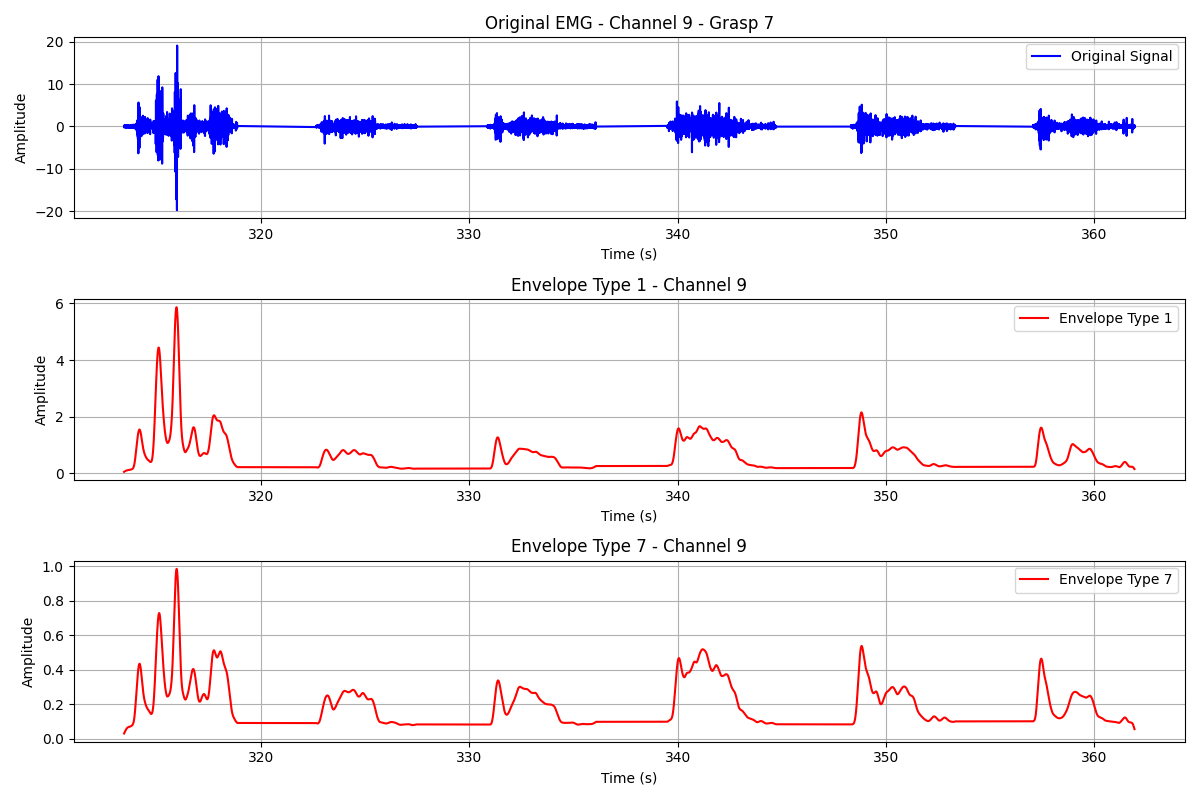 Original EMG - Channel 9 - Grasp 7
20
10
0
−10
−20
Amplitude
Original Signal
320 330 340 350 360
Time (s)
Envelope Type 1 - Channel 9
6
4
2
0
Amplitude
Envelope Type 1
320 330 340 350 360
Time (s)
Envelope Type 7 - Channel 9
1.0
0.8
0.6
0.4
0.2
0.0
Amplitude
Envelope Type 7
320 330 340 350 360
Time (s)